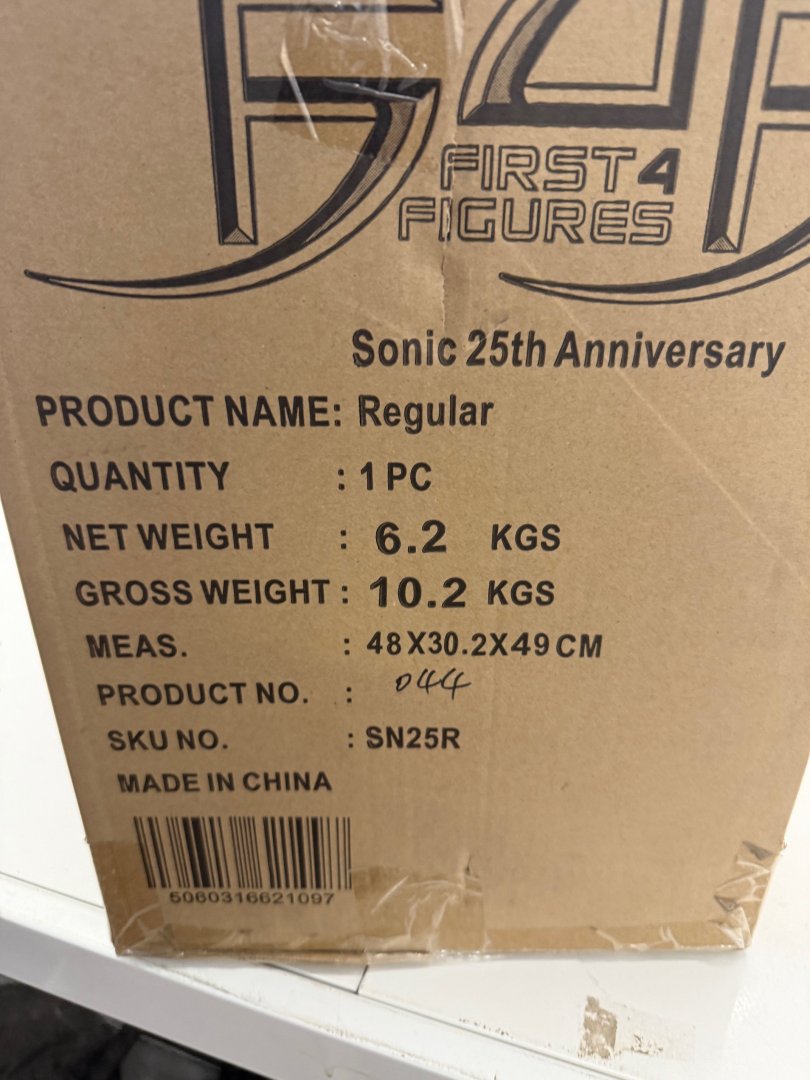 F4F
FIRST 4
FIGURES
Sonic 25th Anniversary
PRODUCT NAME: Regular
QUANTITY : 1 PC
NET WEIGHT : 6.2 KGS
GROSS WEIGHT : 10.2 KGS
MEAS. : 48X30.2X49 CM
PRODUCT NO. : 044
SKU NO. : SN25R
MADE IN CHINA
5060316621097